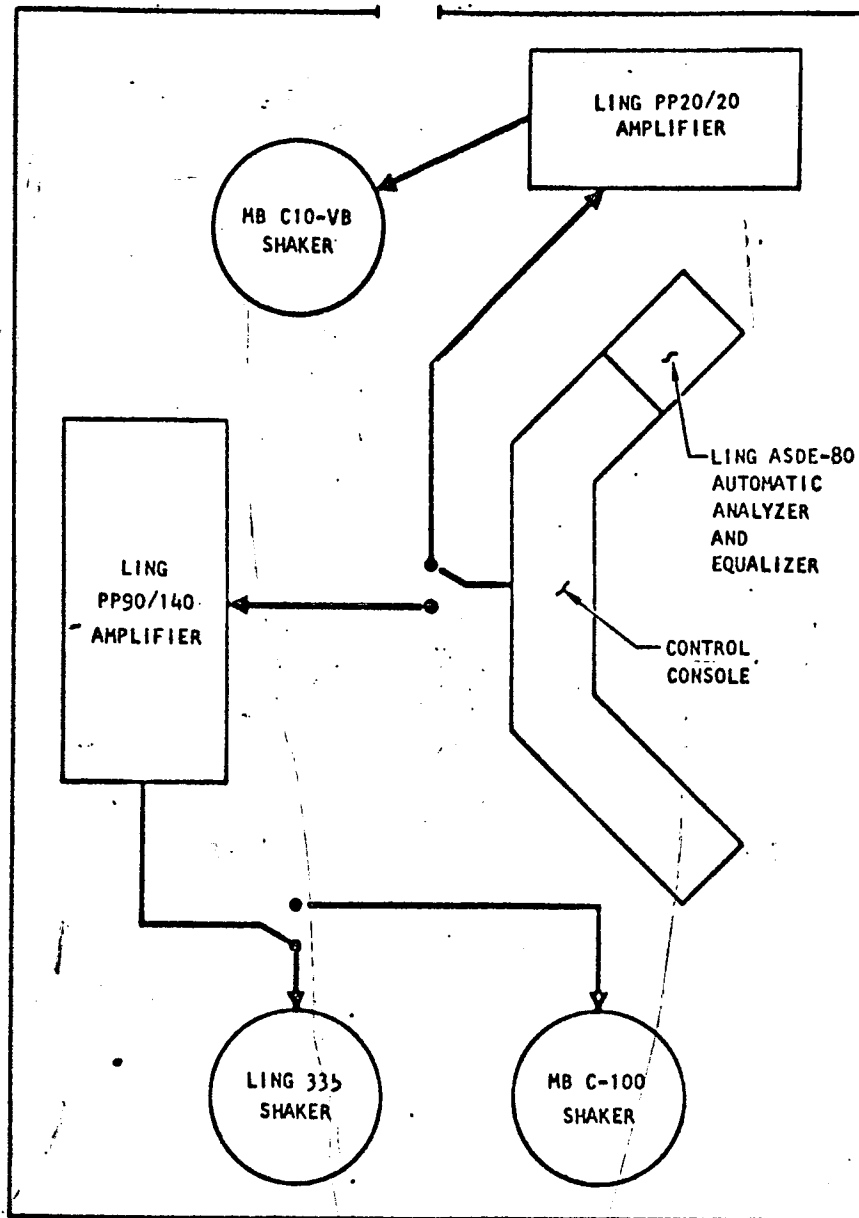 LING PP20/20
AMPLIFIER
MB C10-VB
SHAKER
LING ASDE-80
AUTOMATIC
ANALYZER
AND
EQUALIZER
LING
PP90/140
AMPLIFIER
CONTROL
CONSOLE
LING 335
SHAKER
MB C-100
SHAKER